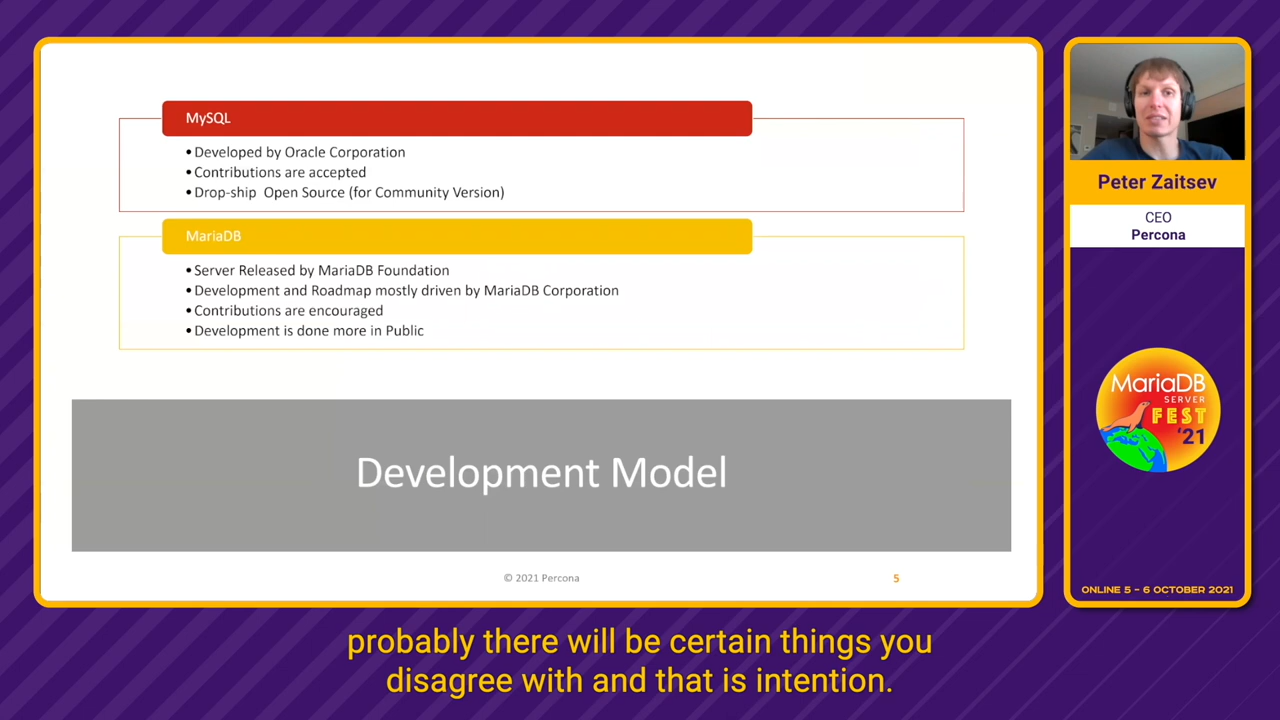 MySQL
• Developed by Oracle Corporation
• Contributions are accepted
• Drop-ship  Open Source (for Community Version)
MariaDB
• Server Released by MariaDB Foundation
• Development and Roadmap mostly driven by MariaDB Corporation
• Contributions are encouraged
• Development is done more in Public
Development Model
© 2021 Percona
5
Peter Zaitsev
CEO
Percona
MariaDB
SERVER
FEST
'21
ONLINE 5 – 6 OCTOBER 2021
probably there will be certain things you
disagree with and that is intention.